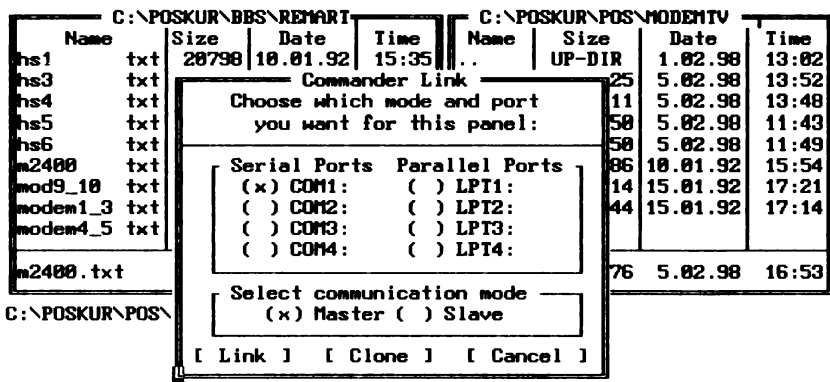 C:\POSKUR\BBS\REMART C:\POSKUR\POS\MODEMTV
Name Size Date Time Name Size Date Time
hs1 txt 20798 10.01.92 15:35 .. UP-DIR 1.02.98 13:02
hs3 txt Commander Link 25 5.02.98 13:52
hs4 txt Choose which mode and port 11 5.02.98 13:48
hs5 txt you want for this panel: 50 5.02.98 11:43
hs6 txt 50 5.02.98 11:49
m2400 txt Serial Ports Parallel Ports 86 10.01.92 15:54
mod9_10 txt (x) COM1: ( ) LPT1: 14 15.01.92 17:21
modem1_3 txt ( ) COM2: ( ) LPT2: 44 15.01.92 17:14
modem4_5 txt ( ) COM3: ( ) LPT3:
( ) COM4: ( ) LPT4:
m2400.txt 76 5.02.98 16:53
Select communication mode
C:\POSKUR\POS\ (x) Master ( ) Slave
[ Link ] [ Clone ] [ Cancel ]